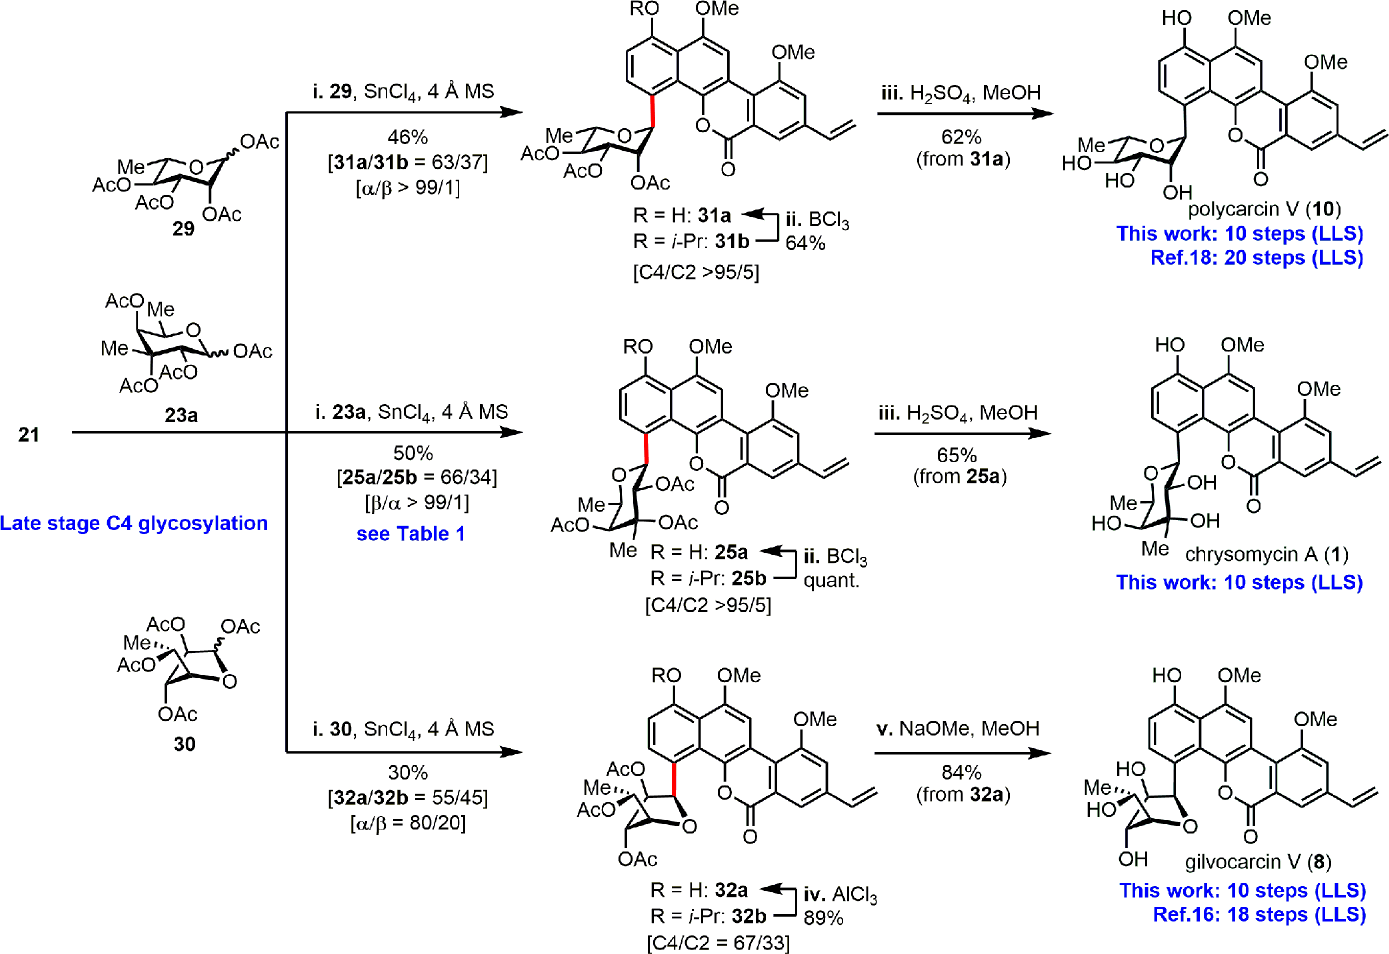 RO
OMe
OMe
O
O
O
Me
AcO
AcO
OAc
HO
OMe
OMe
O
O
O
Me
HO
HO
OH
i. 29, SnCl4, 4 Å MS
46%
[31a/31b = 63/37]
[α/β > 99/1]
iii. H2SO4, MeOH
62%
(from 31a)
OAc
O
Me
AcO
AcO
OAc
29
R = H: 31a
R = i-Pr: 31b
ii. BCl3
64%
[C4/C2 >95/5]
polycarcin V (10)
This work: 10 steps (LLS)
Ref.18: 20 steps (LLS)
AcO
Me
O
Me
OAc
OAc
AcO
23a
21
Late stage C4 glycosylation
i. 23a, SnCl4, 4 Å MS
50%
[25a/25b = 66/34]
[β/α > 99/1]
see Table 1
RO
OMe
OMe
O
O
O
OAc
Me
AcO
OAc
Me
R = H: 25a
R = i-Pr: 25b
ii. BCl3
quant.
[C4/C2 >95/5]
iii. H2SO4, MeOH
65%
(from 25a)
HO
OMe
OMe
O
O
O
OH
Me
HO
OH
Me
chrysomycin A (1)
This work: 10 steps (LLS)
AcO
OAc
Me
AcO
O
OAc
30
i. 30, SnCl4, 4 Å MS
30%
[32a/32b = 55/45]
[α/β = 80/20]
RO
OMe
OMe
AcO
Me
AcO
O
O
O
OAc
R = H: 32a
R = i-Pr: 32b
iv. AlCl3
89%
[C4/C2 = 67/33]
v. NaOMe, MeOH
84%
(from 32a)
HO
OMe
OMe
HO
Me
HO
O
O
O
OH
gilvocarcin V (8)
This work: 10 steps (LLS)
Ref.16: 18 steps (LLS)